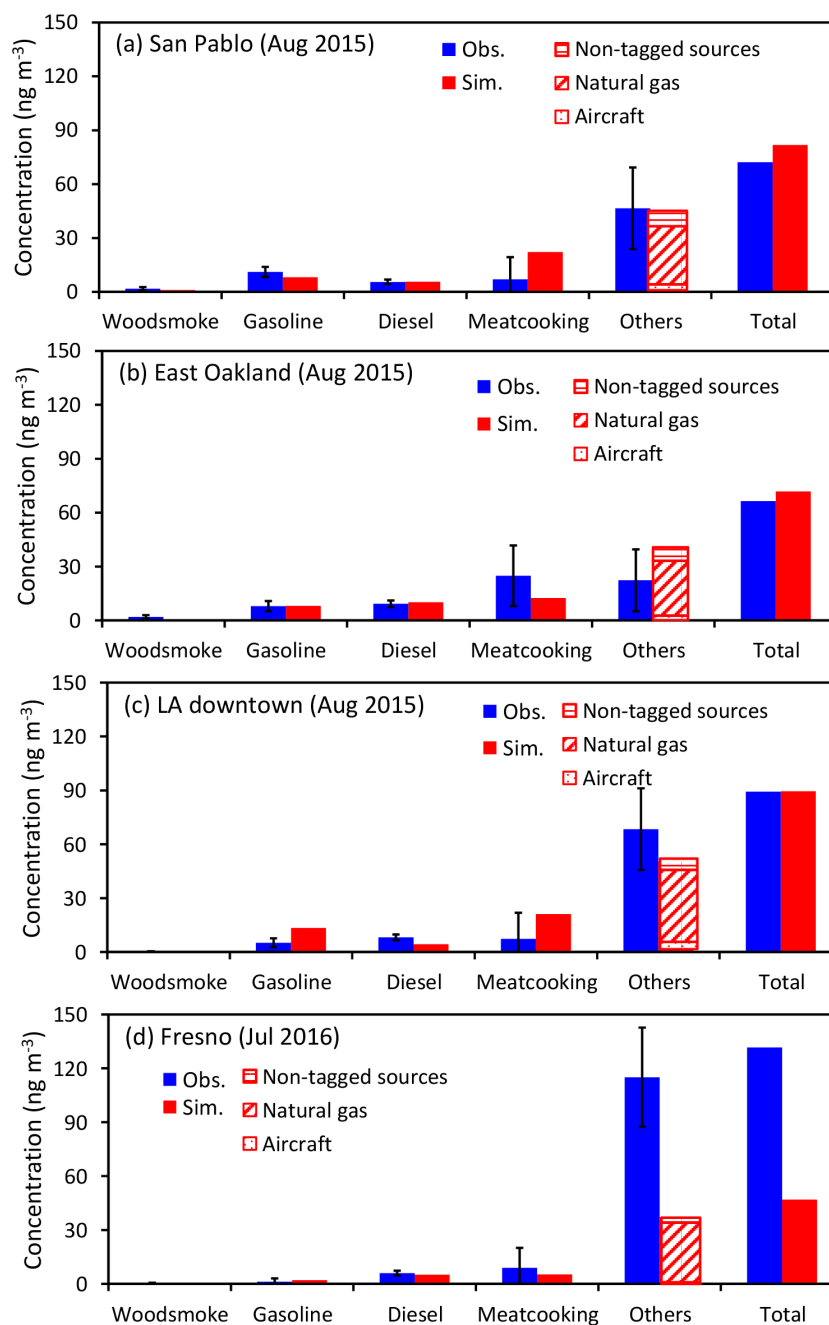 (a) San Pablo (Aug 2015)
Concentration (ng m⁻³)
150
120
90
60
30
0
Obs.
Sim.
Non-tagged sources
Natural gas
Aircraft
Woodsmoke Gasoline Diesel Meatcooking Others Total
(b) East Oakland (Aug 2015)
Concentration (ng m⁻³)
150
120
90
60
30
0
Obs.
Sim.
Non-tagged sources
Natural gas
Aircraft
Woodsmoke Gasoline Diesel Meatcooking Others Total
(c) LA downtown (Aug 2015)
Concentration (ng m⁻³)
150
120
90
60
30
0
Obs.
Sim.
Non-tagged sources
Natural gas
Aircraft
Woodsmoke Gasoline Diesel Meatcooking Others Total
(d) Fresno (Jul 2016)
Concentration (ng m⁻³)
150
120
90
60
30
0
Obs.
Sim.
Non-tagged sources
Natural gas
Aircraft
Woodsmoke Gasoline Diesel Meatcooking Others Total